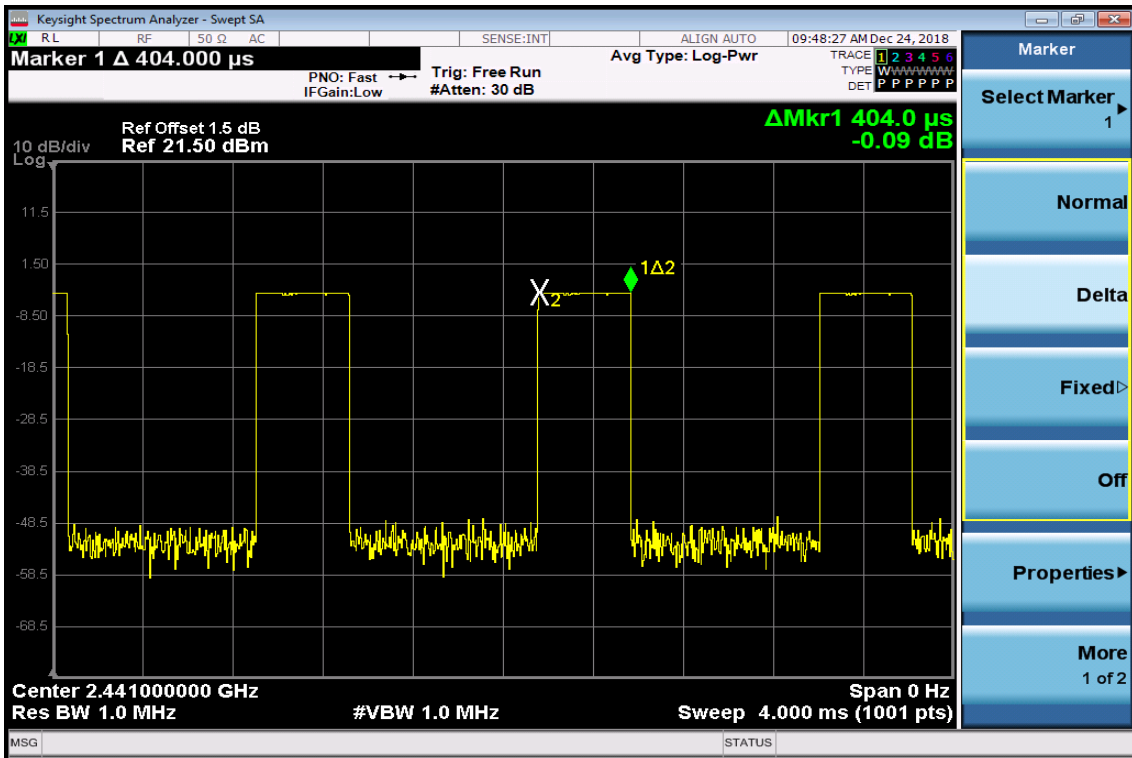 Keysight Spectrum Analyzer - Swept SA
LXI RL RF 50 Ω AC SENSE:INT ALIGN AUTO 09:48:27 AM Dec 24, 2018
Marker 1 Δ 404.000 µs
PNO: Fast
IFGain:Low
Trig: Free Run
#Atten: 30 dB
Avg Type: Log-Pwr
TRACE 1 2 3 4 5 6
TYPE WWWWWW
DET P P P P P P
ΔMkr1 404.0 µs
-0.09 dB
Ref Offset 1.5 dB
10 dB/div Ref 21.50 dBm
Log
11.5
1.50
-8.50
-18.5
-28.5
-38.5
-48.5
-58.5
-68.5
X2
1Δ2
Center 2.441000000 GHz Span 0 Hz
Res BW 1.0 MHz #VBW 1.0 MHz Sweep 4.000 ms (1001 pts)
MSG STATUS
Marker
Select Marker
1
Normal
Delta
Fixed
Off
Properties
More
1 of 2